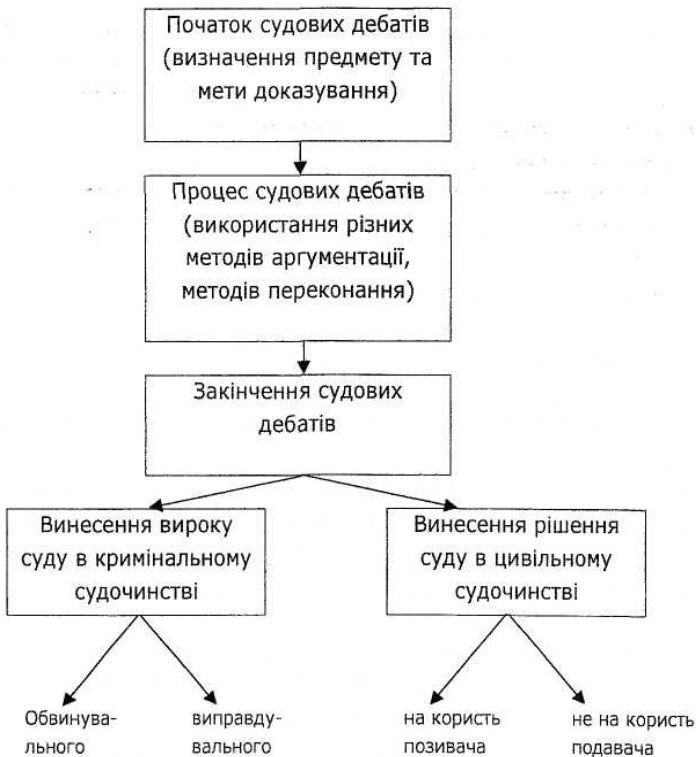 Початок судових дебатів
(визначення предмету та
мети доказування)
Процес судових дебатів
(використання різних
методів аргументації,
методів переконання)
Закінчення судових
дебатів
Винесення вироку
суду в кримінальному
судочинстві
Винесення рішення
суду в цивільному
судочинстві
Обвинува-
льного
виправду-
вального
на користь
позивача
не на користь
подавача